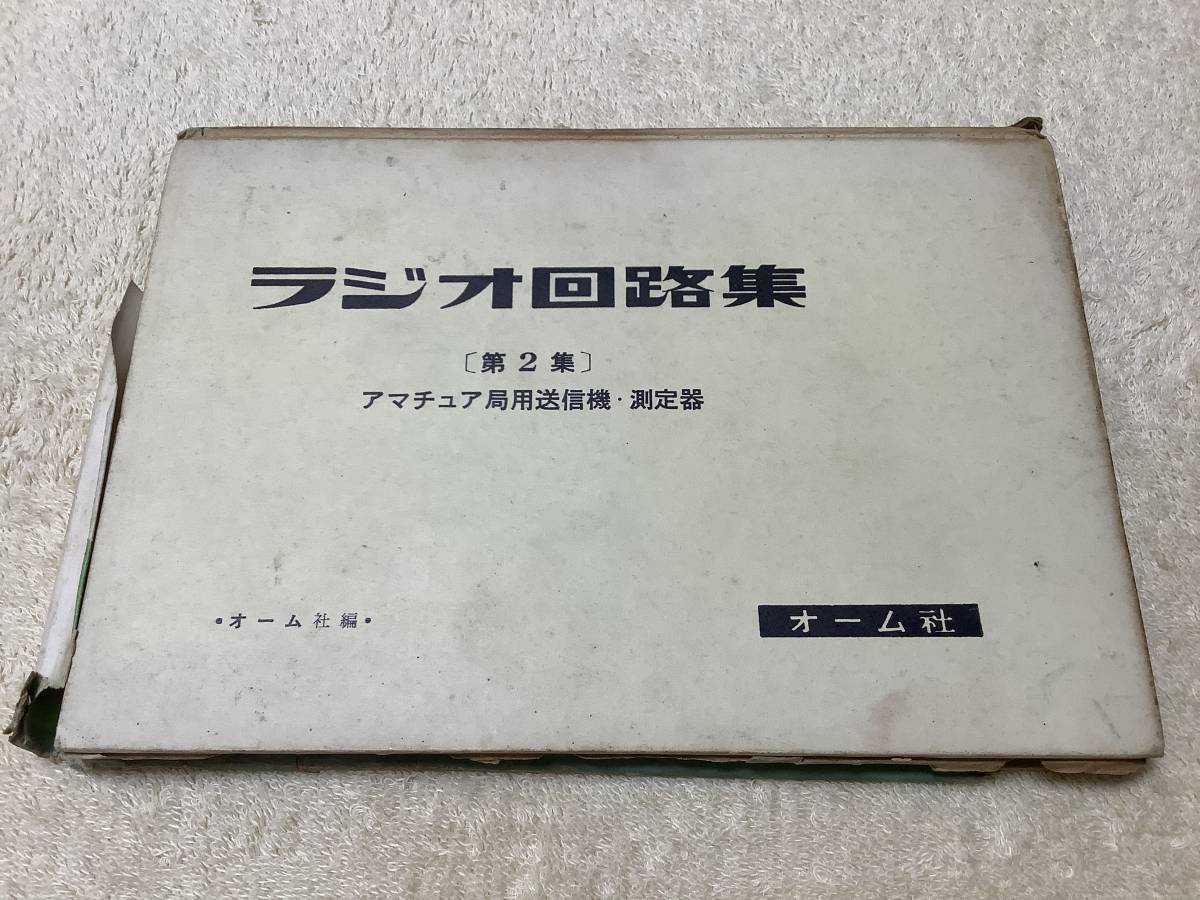 ラジオ回路集
〔第2集〕
アマチュア局用送信機・測定器
•オーム社編•
オーム社